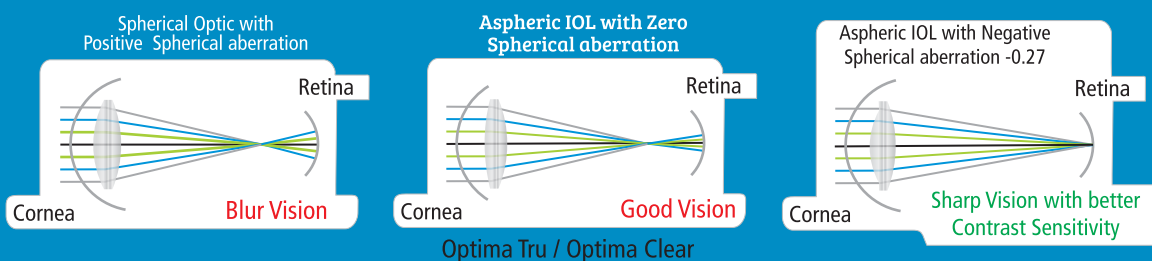 Spherical Optic with
Positive  Spherical aberration
Retina
Cornea
Blur Vision
Aspheric IOL with Zero
Spherical aberration
Retina
Cornea
Good Vision
Optima Tru / Optima Clear
Aspheric IOL with Negative
Spherical aberration -0.27
Retina
Cornea
Sharp Vision with better
Contrast Sensitivity